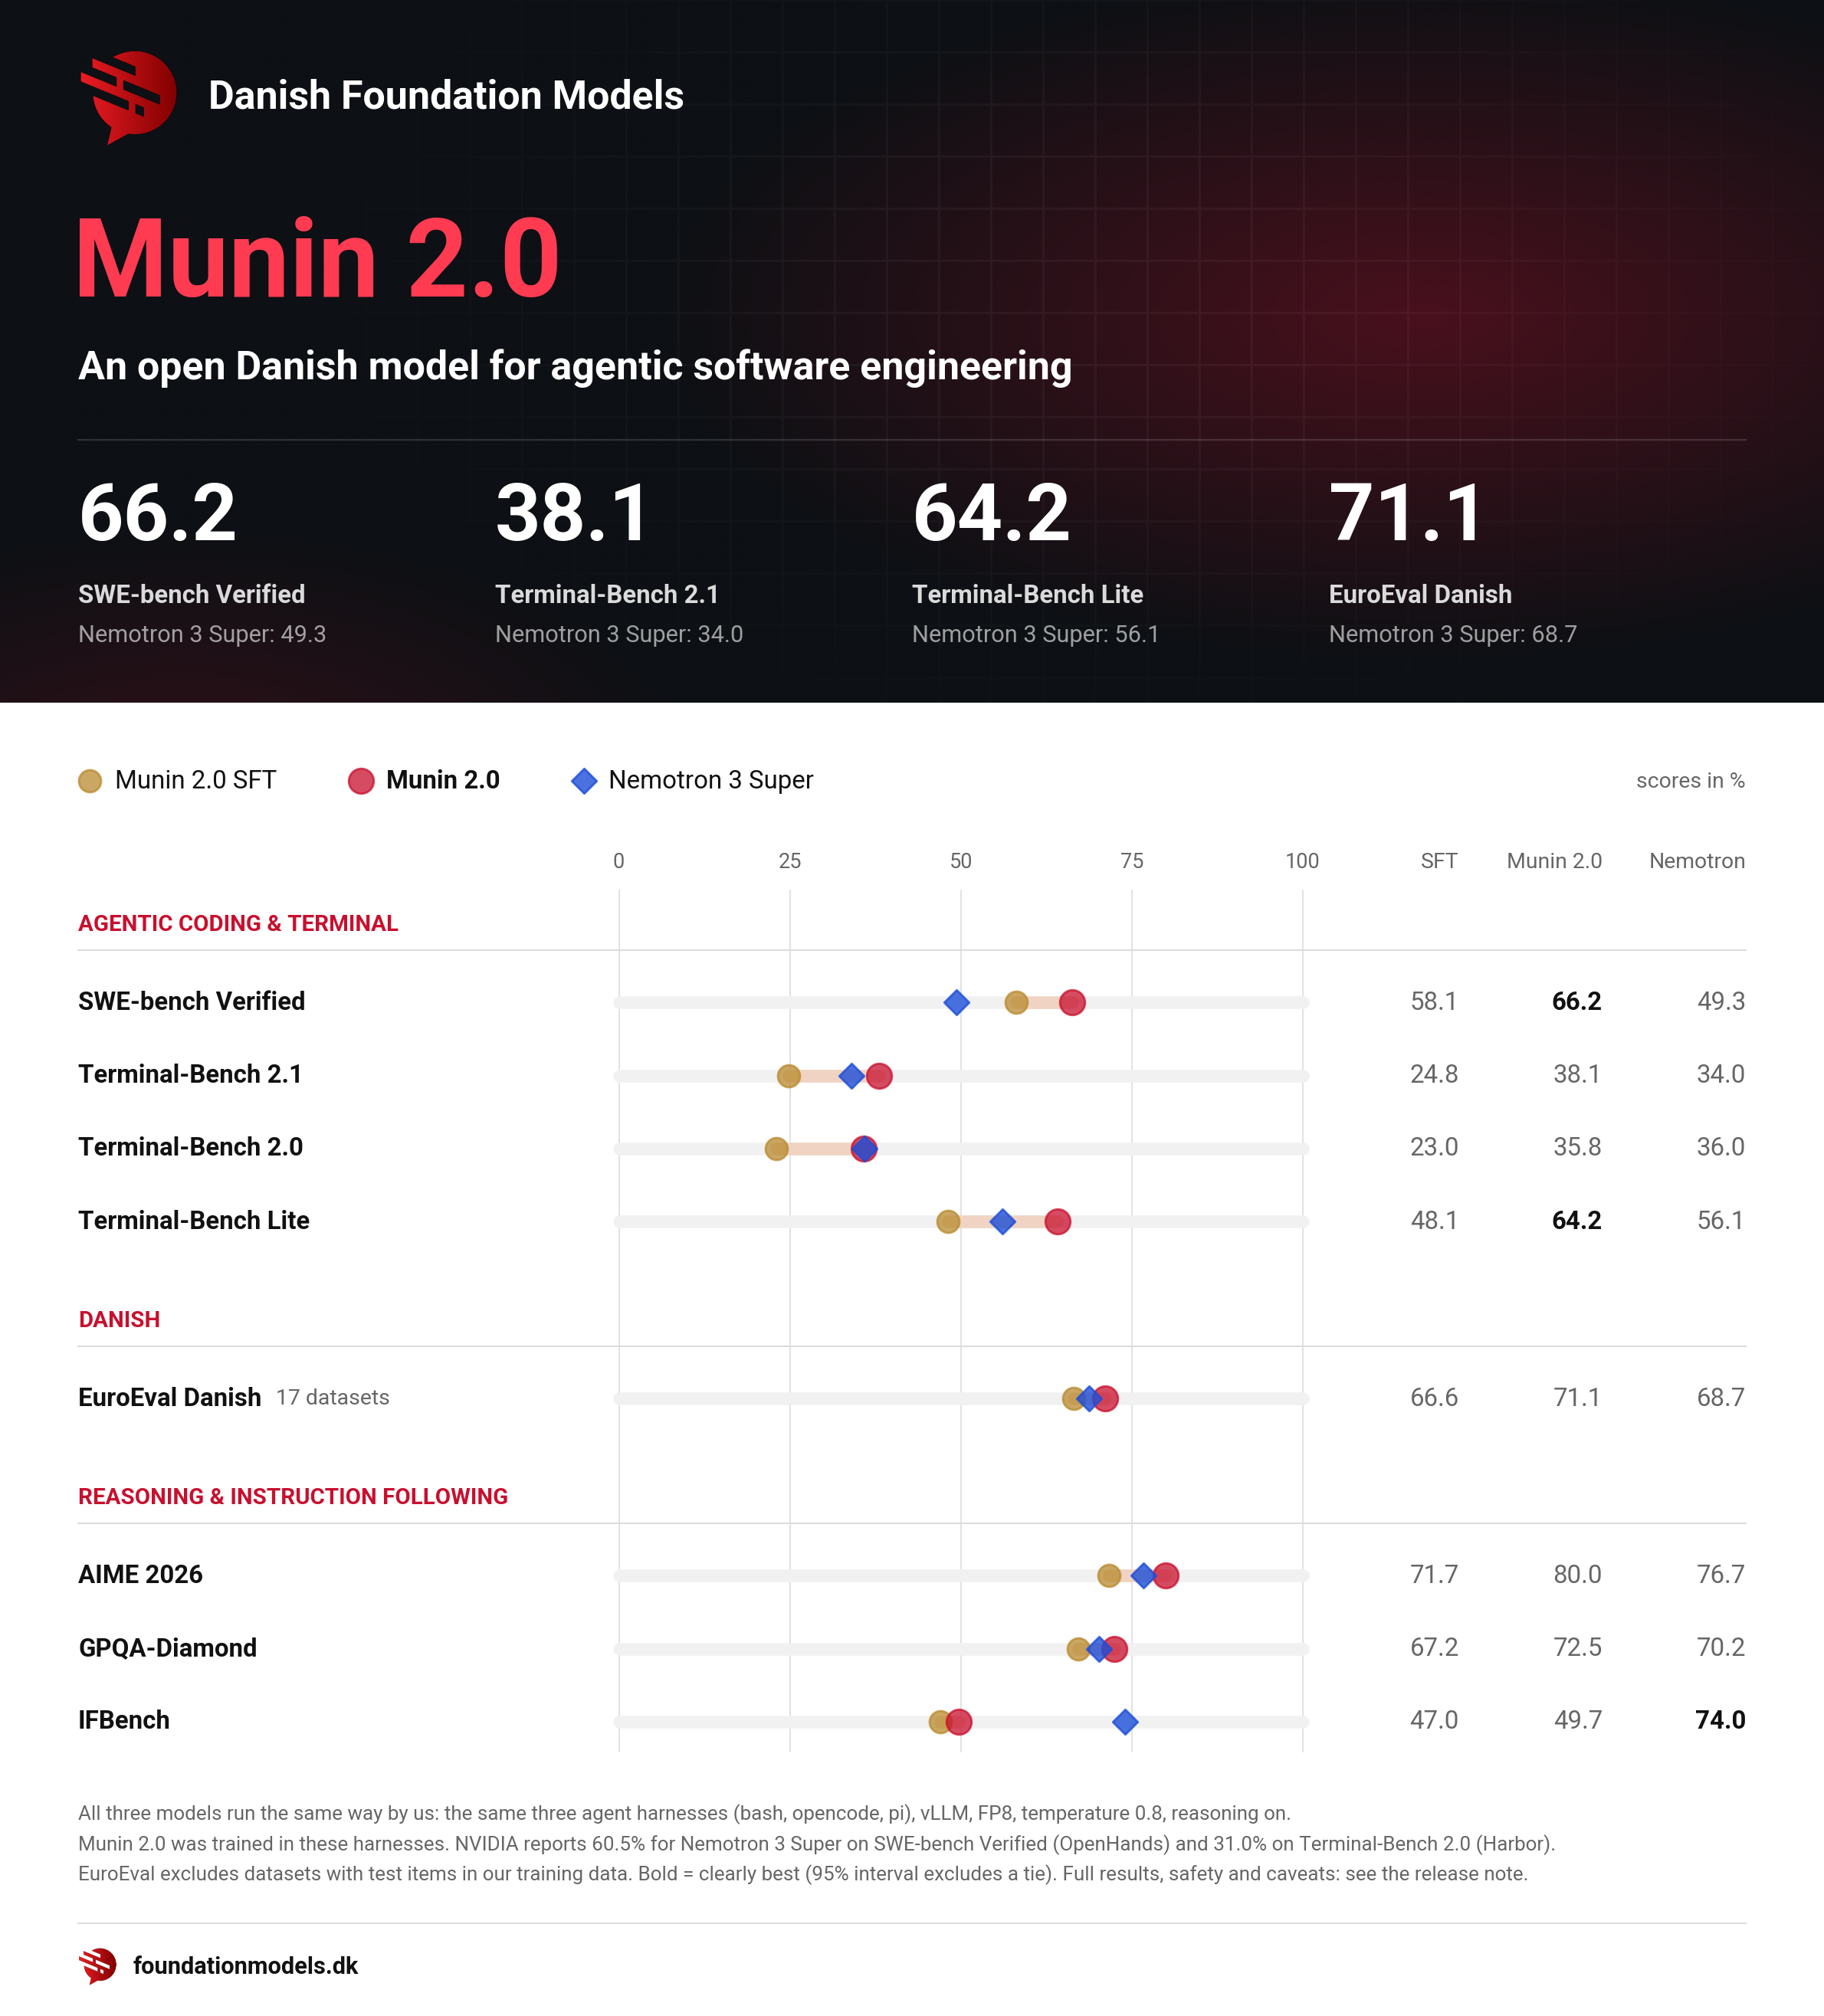 Danish Foundation Models
Munin 2.0
An open Danish model for agentic software engineering
66.2 38.1 64.2 71.1
SWE-bench Verified Terminal-Bench 2.1 Terminal-Bench Lite EuroEval Danish
Nemotron 3 Super: 49.3 Nemotron 3 Super: 34.0 Nemotron 3 Super: 56.1 Nemotron 3 Super: 68.7
Munin 2.0 SFT Munin 2.0 Nemotron 3 Super scores in %
0 25 50 75 100 SFT Munin 2.0 Nemotron
AGENTIC CODING & TERMINAL
SWE-bench Verified 58.1 66.2 49.3
Terminal-Bench 2.1 24.8 38.1 34.0
Terminal-Bench 2.0 23.0 35.8 36.0
Terminal-Bench Lite 48.1 64.2 56.1
DANISH
EuroEval Danish 17 datasets 66.6 71.1 68.7
REASONING & INSTRUCTION FOLLOWING
AIME 2026 71.7 80.0 76.7
GPQA-Diamond 67.2 72.5 70.2
IFBench 47.0 49.7 74.0
All three models run the same way by us: the same three agent harnesses (bash, opencode, pi), vLLM, FP8, temperature 0.8, reasoning on.
Munin 2.0 was trained in these harnesses. NVIDIA reports 60.5% for Nemotron 3 Super on SWE-bench Verified (OpenHands) and 31.0% on Terminal-Bench 2.0 (Harbor).
EuroEval excludes datasets with test items in our training data. Bold = clearly best (95% interval excludes a tie). Full results, safety and caveats: see the release note.
foundationmodels.dk